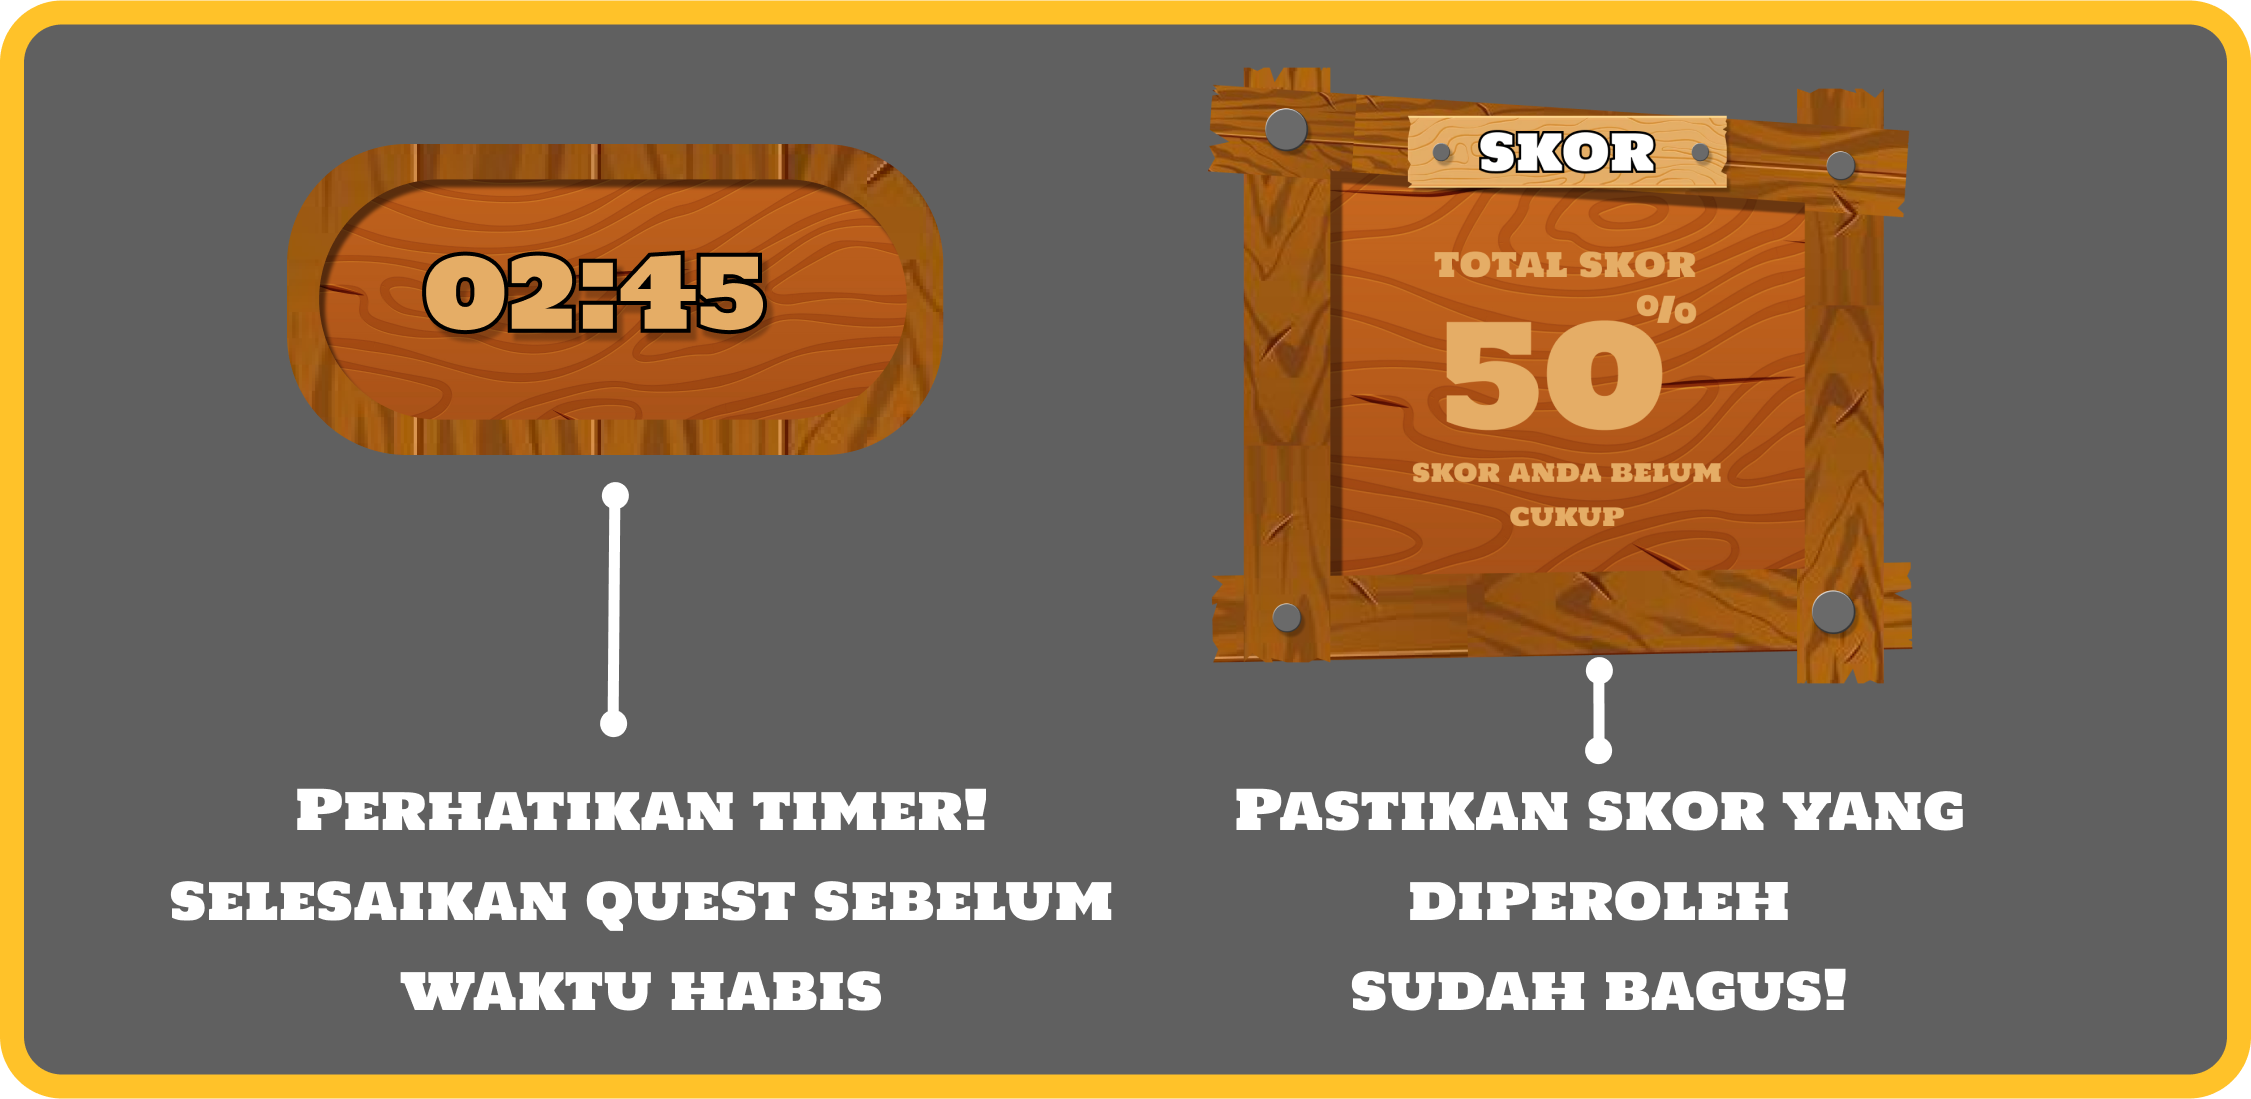 02:45
PERHATIKAN TIMER!
SELESAIKAN QUEST SEBELUM
WAKTU HABIS
SKOR
TOTAL SKOR
50%
SKOR ANDA BELUM
CUKUP
PASTIKAN SKOR YANG
DIPEROLEH
SUDAH BAGUS!